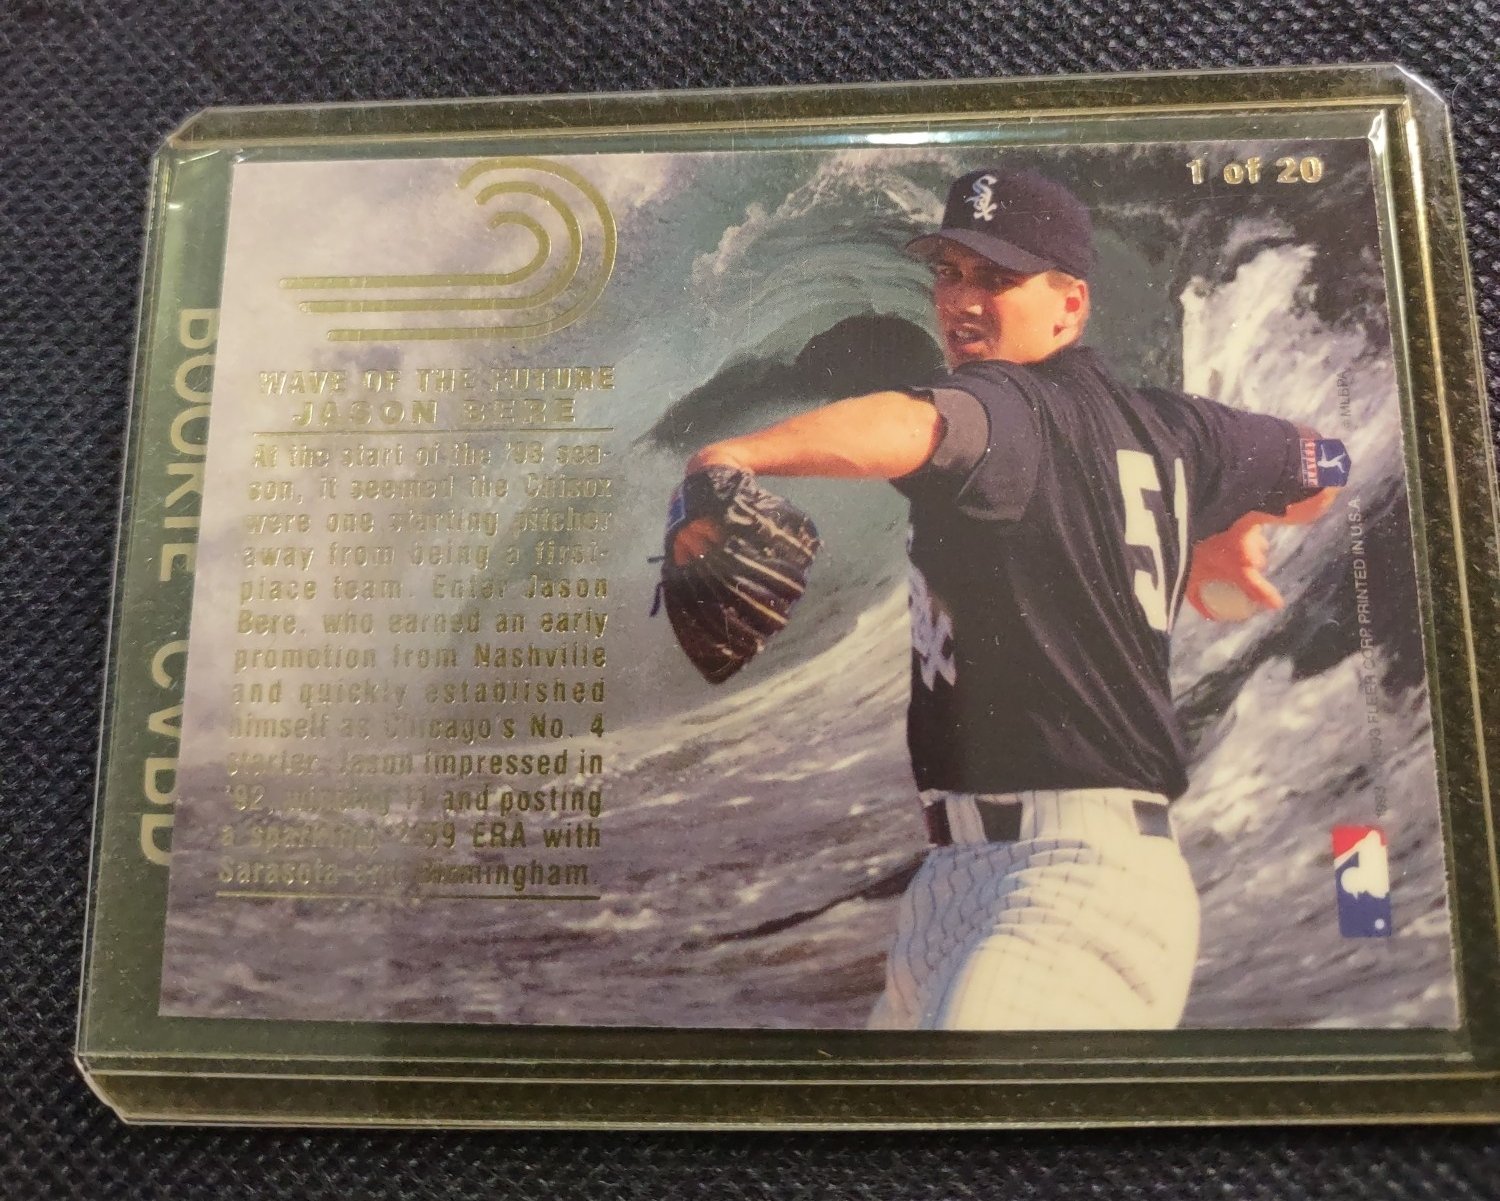 ROOKIE CARD
1 of 20
WAVE OF THE FUTURE
JASON BERE
At the start of the '93 sea-
son, it seemed the Chisox
were one starting pitcher
away from being a first-
place team. Enter Jason
Bere, who earned an early
promotion from Nashville
and quickly established
himself as Chicago's No. 4
starter. Jason impressed in
'92, winning 11 and posting
a sparkling, ERA with
Sarasota and Birmingham.
Sox
5
© MLBPA
FLEER CORP PRINTED IN U.S.A.